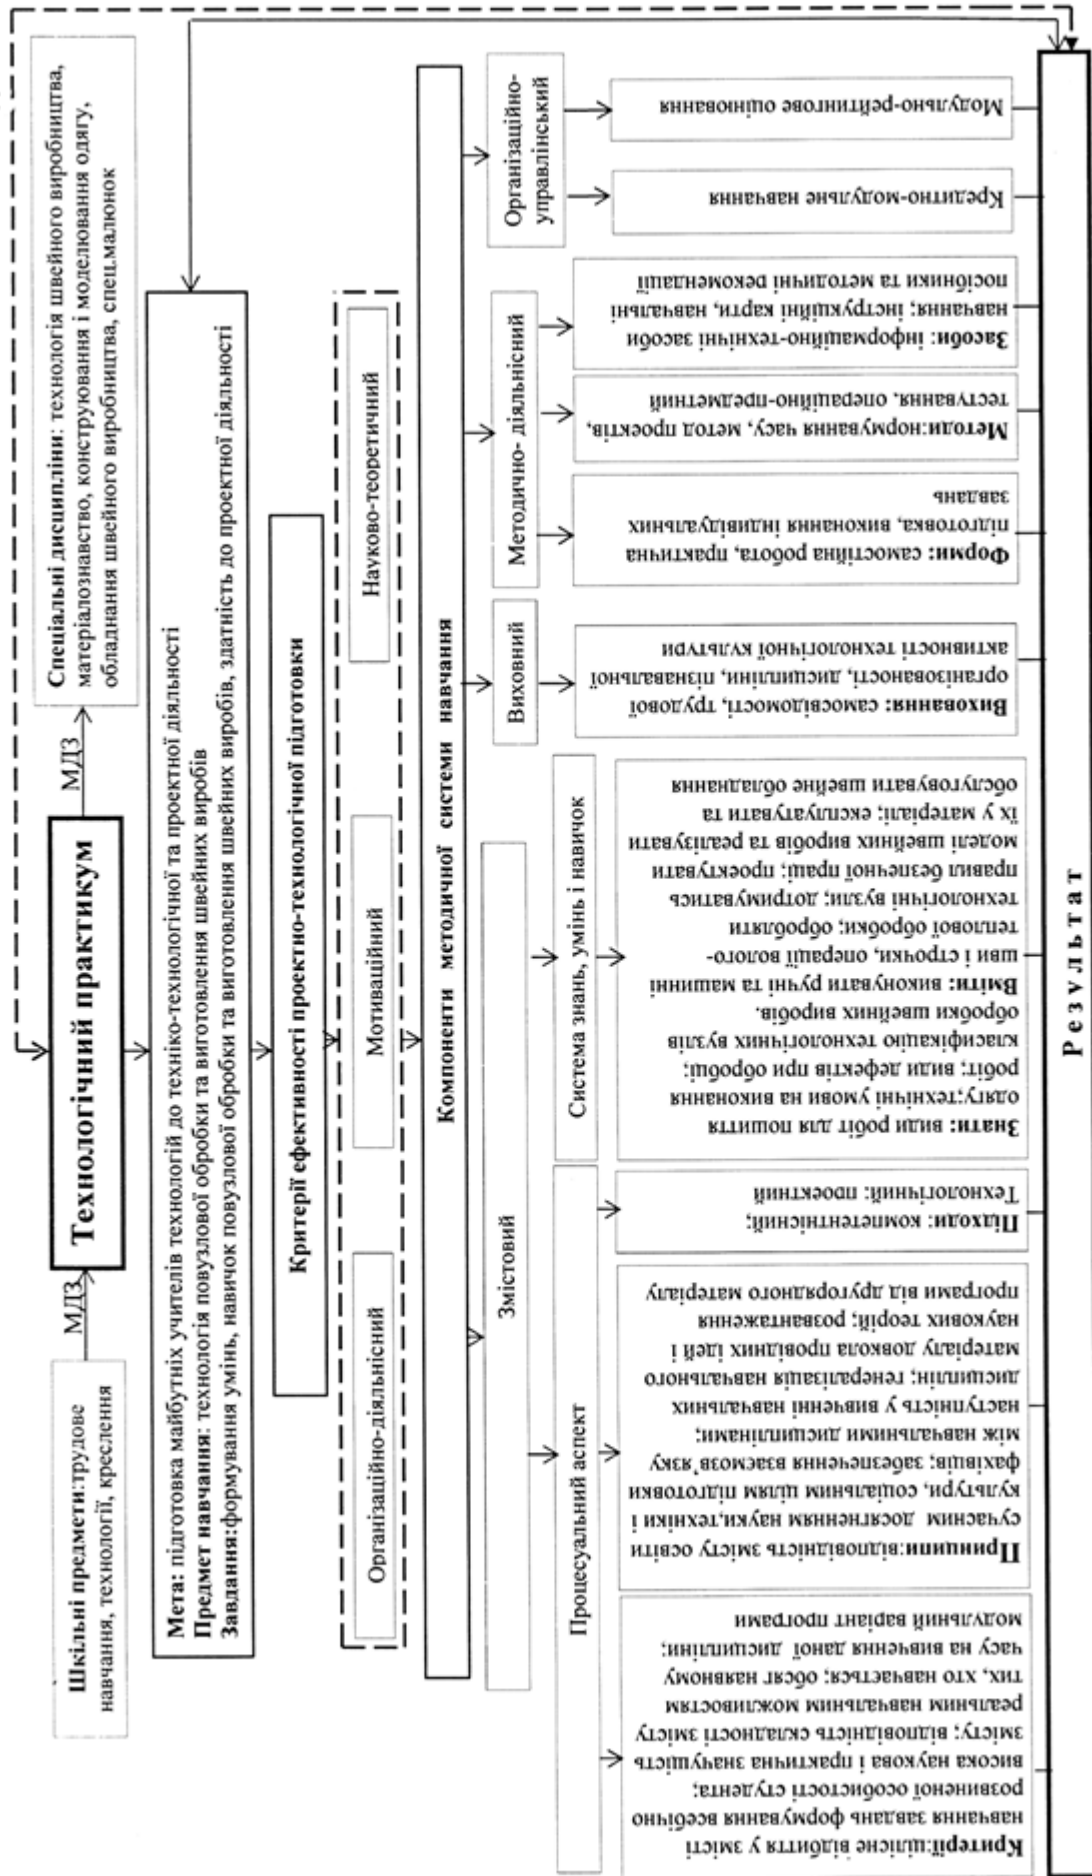 Шкільні предмети:трудове
навчання, технології, креслення
МДЗ
Технологічний практикум
МДЗ
Спеціальні дисципліни: технологія швейного виробництва,
матеріалознавство, конструювання і моделювання одягу,
обладнання швейного виробництва, спец.малюнок
Мета: підготовка майбутніх учителів технологій до техніко-технологічної та проектної діяльності
Предмет навчання: технологія повузлової обробки та виготовлення швейних виробів
Завдання:формування умінь, навичок повузлової обробки та виготовлення швейних виробів, здатність до проектної діяльності
Критерії ефективності проектно-технологічної підготовки
Організаційно-діяльнісний
Мотиваційний
Науково-теоретичний
Компоненти методичної системи навчання
Змістовий
Виховний
Методично- діяльнісний
Організаційно-
управлінський
Процесуальний аспект
Система знань, умінь і навичок
Критерії:цілісне відбиття у змісті
навчання завдань формування всебічно
розвиненої особистості студента;
висока наукова і практична значущість
змісту; відповідність складності змісту
реальним навчальним можливостям
тих, хто навчається; обсяг наявному
часу на вивчення даної дисципліни;
модульний варіант програми
Принципи:відповідність змісту освіти
сучасним досягненням науки,техніки і
культури, соціальним цілям підготовки
фахівців; забезпечення взаємозв'язку
між навчальними дисциплінами;
наступність у вивченні навчальних
дисциплін; генералізація навчального
матеріалу довкола провідних ідей і
наукових теорій; розвантаження
програми від другорядного матеріалу
Підходи: компетентнісний;
Технологічний; проектний
Знати: види робіт для пошиття
одягу;технічні умови на виконання
робіт; види дефектів при обробці;
класифікацію технологічних вузлів
обробки швейних виробів.
Вміти: виконувати ручні та машинні
шви і строчки, операції волого-
теплової обробки; обробляти
технологічні вузли; дотримуватись
правил безпечної праці; проектувати
моделі швейних виробів та реалізувати
їх у матеріалі; експлуатувати та
обслуговувати швейне обладнання
Виховання: самосвідомості, трудової
організованості, дисципліни, пізнавальної
активності технологічної культури
Форми: самостійна робота, практична
підготовка, виконання індивідуальних
завдань
Методи:нормування часу, метод проектів,
тестування, операційно-предметний
Засоби: інформаційно-технічні засоби
навчання; інструкційні карти, навчальні
посібники та методичні рекомендації
Кредитно-модульне навчання
Модульно-рейтингове оцінювання
Результат